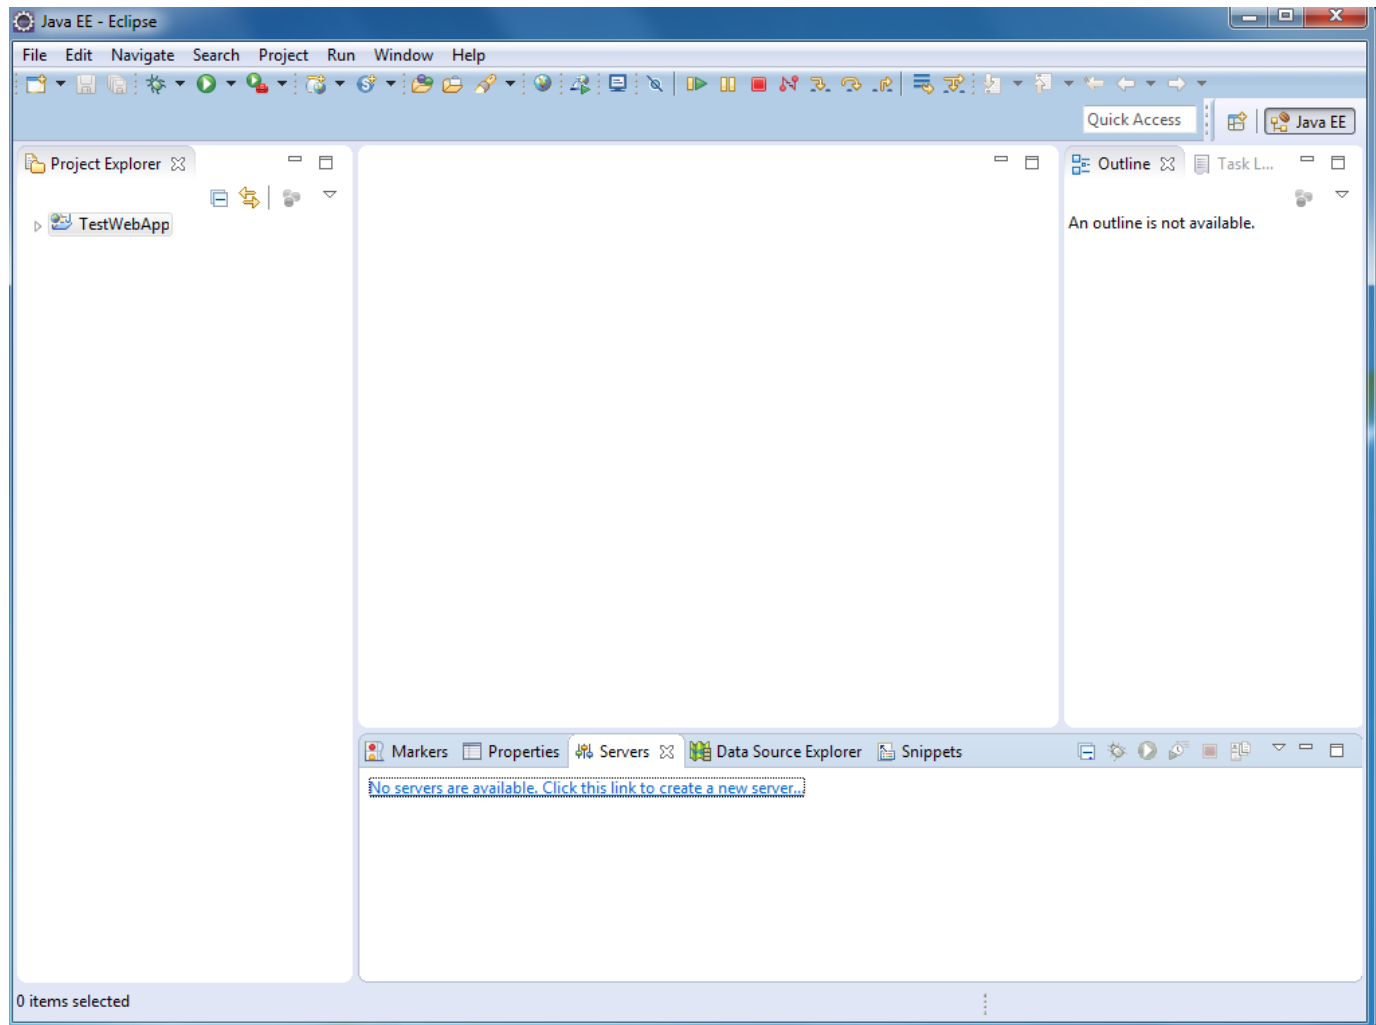 Java EE - Eclipse
File Edit Navigate Search Project Run Window Help
Quick Access Java EE
Project Explorer
TestWebApp
Outline Task L...
An outline is not available.
Markers Properties Servers Data Source Explorer Snippets
No servers are available. Click this link to create a new server...
0 items selected